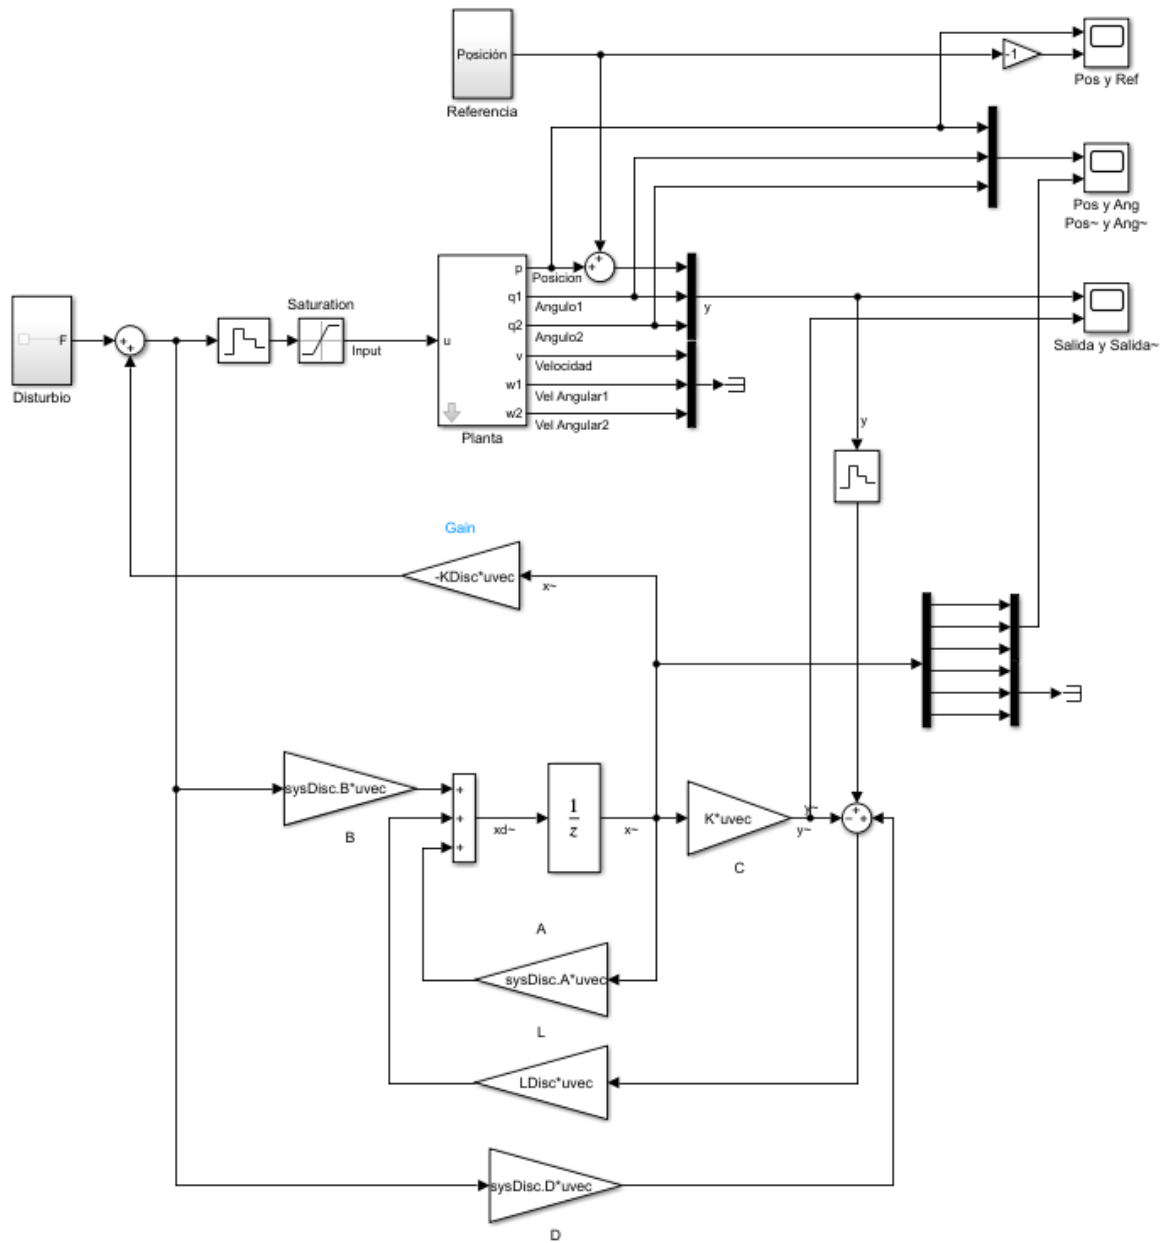 Posición
Referencia
-1
Pos y Ref
Pos y Ang
Pos~ y Ang~
Salida y Salida~
F
Disturbio
++
Saturation
Input
u
p
q1
q2
v
w1
w2
Planta
Posicion
Angulo1
Angulo2
Velocidad
Vel Angular1
Vel Angular2
++
y
y
Gain
-KDisc*uvec
x~
sysDisc.B*uvec
B
+
+
+
xd~
1
z
x~
K*uvec
C
y~
y~
+
-
+
A
sysDisc.A*uvec
L
LDisc*uvec
sysDisc.D*uvec
D